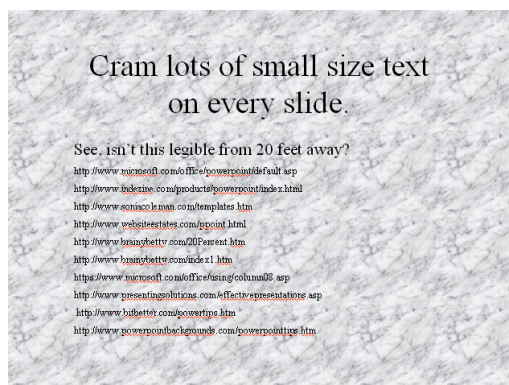 Cram lots of small size text
on every slide.
See, isn't this legible from 20 feet away?
http://www.microsoft.com/office/powerpoint/default.asp
http://www.indezine.com/products/powerpoint/index.html
http://www.soniacoleman.com/templates.htm
http://www.websiteestates.com/ppoint.html
http://www.brainybetty.com/20Percent.htm
http://www.brainybetty.com/index1.htm
https://www.microsoft.com/office/using/column08.asp
http://www.presentingsolutions.com/effectivepresentations.asp
http://www.bitbetter.com/powertips.htm
http://www.powerpointbackgrounds.com/powerpointtips.htm